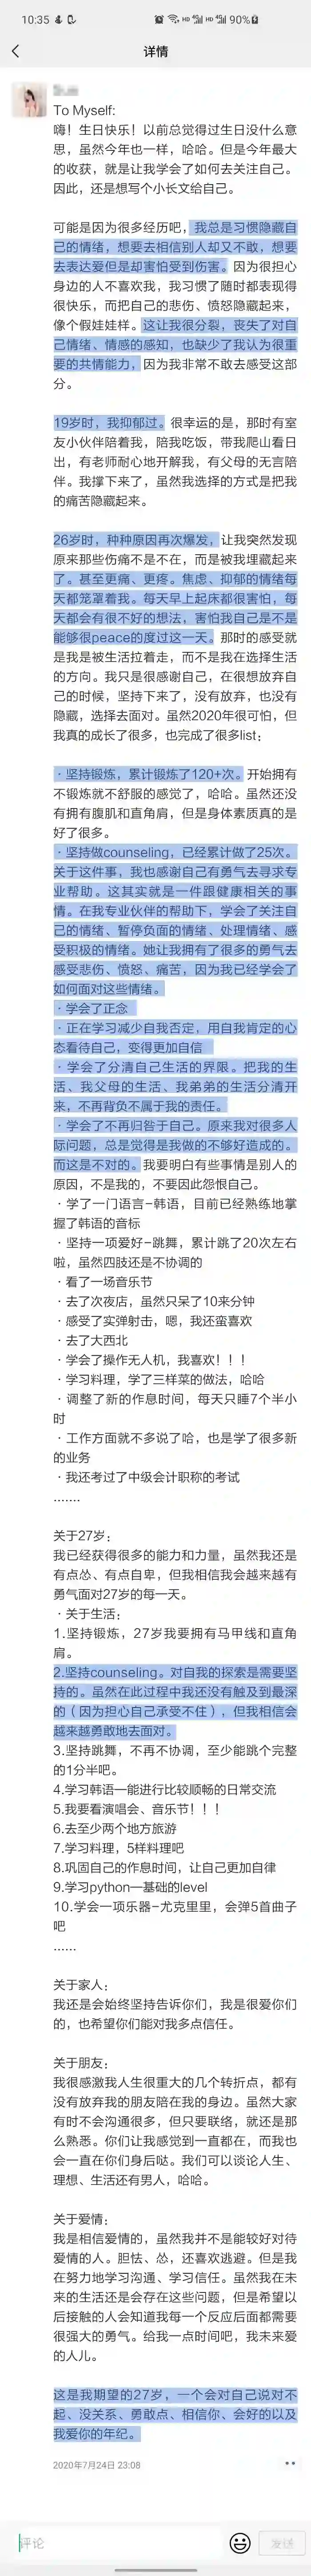 10:35 HD 4G HD 4G 90%
详情
To Myself:
嗨！生日快乐！以前总觉得过生日没什么意
思，虽然今年也一样，哈哈。但是今年最大
的收获，就是让我学会了如何去关注自己。
因此，还是想写个小长文给自己。
可能是因为很多经历吧，我总是习惯隐藏自
己的情绪，想要去相信别人却又不敢，想要
去表达爱但是却害怕受到伤害。因为很担心
身边的人不喜欢我，我习惯了随时都表现得
很快乐，而把自己的悲伤、愤怒隐藏起来，
像个假娃娃样。这让我很分裂，丧失了对自
己情绪、情感的感知，也缺少了我认为很重
要的共情能力，因为我非常不敢去感受这部
分。
19岁时，我抑郁过。很幸运的是，那时有室
友小伙伴陪着我，陪我吃饭，带我爬山看日
出，有老师耐心地开解我，有父母的无言陪
伴。我撑下来了，虽然我选择的方式是把我
的痛苦隐藏起来。
26岁时，种种原因再次爆发，让我突然发现
原来那些伤痛不是不在，而是被我埋藏起来
了。甚至更痛、更疼。焦虑、抑郁的情绪每
天都笼罩着我。每天早上起床都很害怕，每
天都会有很不好的想法，害怕我自己是不是
能够很peace的度过这一天。那时的感受就
是我是被生活拉着走，而不是我在选择生活
的方向。我只是很感谢自己，在很想放弃自
己的时候，坚持下来了，没有放弃，也没有
隐藏，选择去面对。虽然2020年很可怕，但
我真的成长了很多，也完成了很多list：
·坚持锻炼，累计锻炼了120+次。开始拥有
不锻炼就不舒服的感觉了，哈哈。虽然还没
有拥有腹肌和直角肩，但是身体素质真的是
好了很多。
·坚持做counseling，已经累计做了25次。
关于这件事，我也感谢自己有勇气去寻求专
业帮助。这其实就是一件跟健康相关的事
情。在我专业伙伴的帮助下，学会了关注自
己的情绪、暂停负面的情绪、处理情绪、感
受积极的情绪。她让我拥有了很多的勇气去
感受悲伤、愤怒、痛苦，因为我已经学会了
如何面对这些情绪。
·学会了正念
·正在学习减少自我否定，用自我肯定的心
态看待自己，变得更加自信
·学会了分清自己生活的界限。把我的生
活、我父母的生活、我弟弟的生活分清开
来，不再背负不属于我的责任。
·学会了不再归咎于自己。原来我对很多人
际问题，总是觉得是我做的不够好造成的。
而这是不对的。我要明白有些事情是别人的
原因，不是我的，不要因此怨恨自己。
·学了一门语言-韩语，目前已经熟练地掌
握了韩语的音标
·坚持一项爱好-跳舞，累计跳了20次左右
啦，虽然四肢还是不协调的
·看了一场音乐节
·去了次夜店，虽然只呆了10来分钟
·感受了实弹射击，嗯，我还蛮喜欢
·去了大西北
·学会了操作无人机，我喜欢！！！
·学习料理，学了三样菜的做法，哈哈
·调整了新的作息时间，每天只睡7个半小
时
·工作方面就不多说了哈，也是学了很多新
的业务
·我还考过了中级会计职称的考试
.......
关于27岁：
我已经获得很多的能力和力量，虽然我还是
有点怂、有点自卑，但我相信我会越来越有
勇气面对27岁的每一天。
·关于生活：
1.坚持锻炼，27岁我要拥有马甲线和直角
肩。
2.坚持counseling。对自我的探索是需要坚
持的。虽然在此过程中我还没有触及到最深
的（因为担心自己承受不住），但我相信会
越来越勇敢地去面对。
3.坚持跳舞，不再不协调，至少能跳个完整
的1分半吧。
4.学习韩语—能进行比较顺畅的日常交流
5.我要看演唱会、音乐节！！！
6.去至少两个地方旅游
7.学习料理，5样料理吧
8.巩固自己的作息时间，让自己更加自律
9.学习python—基础的level
10.学会一项乐器-尤克里里，会弹5首曲子
吧
......
关于家人：
我还是会始终坚持告诉你们，我是很爱你们
的，也希望你们能对我多点信任。
关于朋友：
我很感激我人生很重大的几个转折点，都有
没有放弃我的朋友陪在我的身边。虽然大家
有时不会沟通很多，但只要联络，就还是那
么熟悉。你们让我感觉到一直都在，而我也
会一直在你们身后哒。我们可以谈论人生、
理想、生活还有男人，哈哈。
关于爱情：
我是相信爱情的，虽然我并不是能较好对待
爱情的人。胆怯、怂，还喜欢逃避。但是我
在努力地学习沟通、学习信任。虽然我在未
来的生活还是会存在这些问题，但是希望以
后接触的人会知道我每一个反应后面都需要
很强大的勇气。给我一点时间吧，我未来爱
的人儿。
这是我期望的27岁，一个会对自己说对不
起、没关系、勇敢点、相信你、会好的以及
我爱你的年纪。
2020年7月24日 23:08
评论
发送